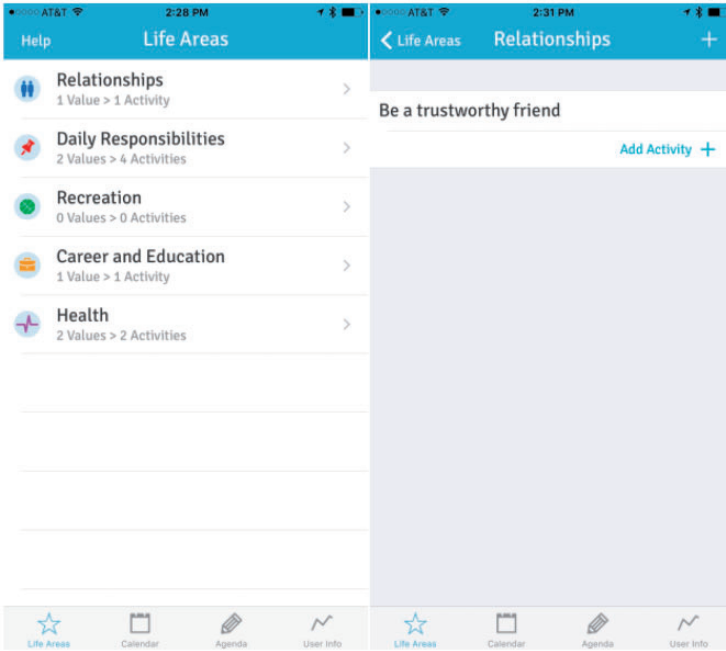 AT&T 2:28 PM
Help Life Areas
Relationships
1 Value > 1 Activity
Daily Responsibilities
2 Values > 4 Activities
Recreation
0 Values > 0 Activities
Career and Education
1 Value > 1 Activity
Health
2 Values > 2 Activities
Life Areas Calendar Agenda User Info
AT&T 2:31 PM
Life Areas Relationships +
Be a trustworthy friend
Add Activity +
Life Areas Calendar Agenda User Info